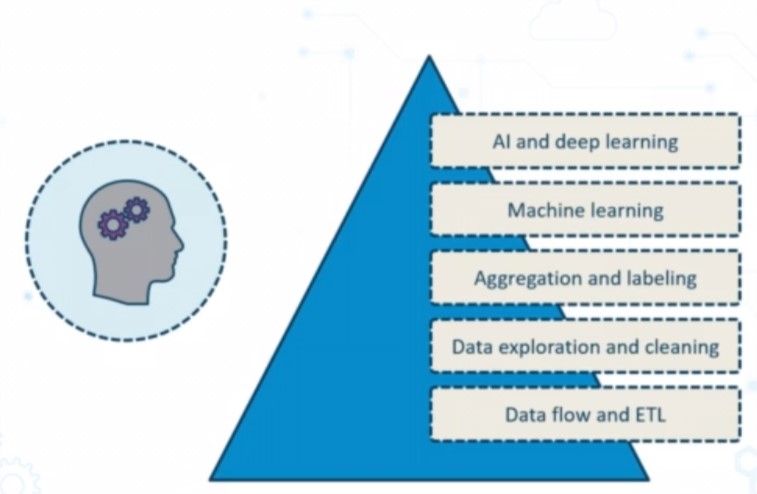 AI and deep learning
Machine learning
Aggregation and labeling
Data exploration and cleaning
Data flow and ETL